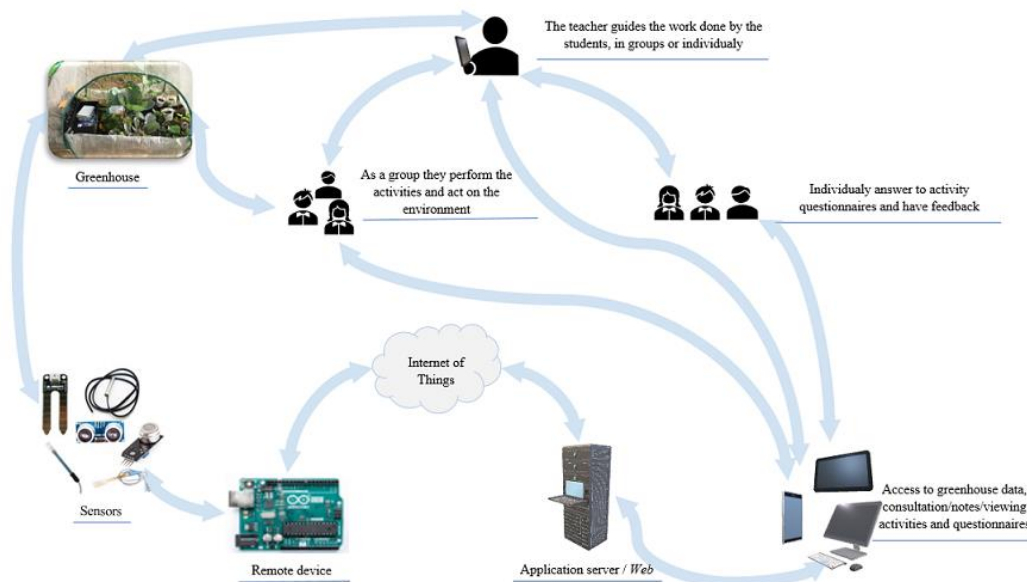 The teacher guides the work done by the
students, in groups or individualy
Greenhouse
As a group they perform the
activities and act on the
environment
Individualy answer to activity
questionnaires and have feedback
Internet of
Things
Sensors
Remote device
Application server / Web
Access to greenhouse data,
consultation/notes/viewing
activities and questionnaires